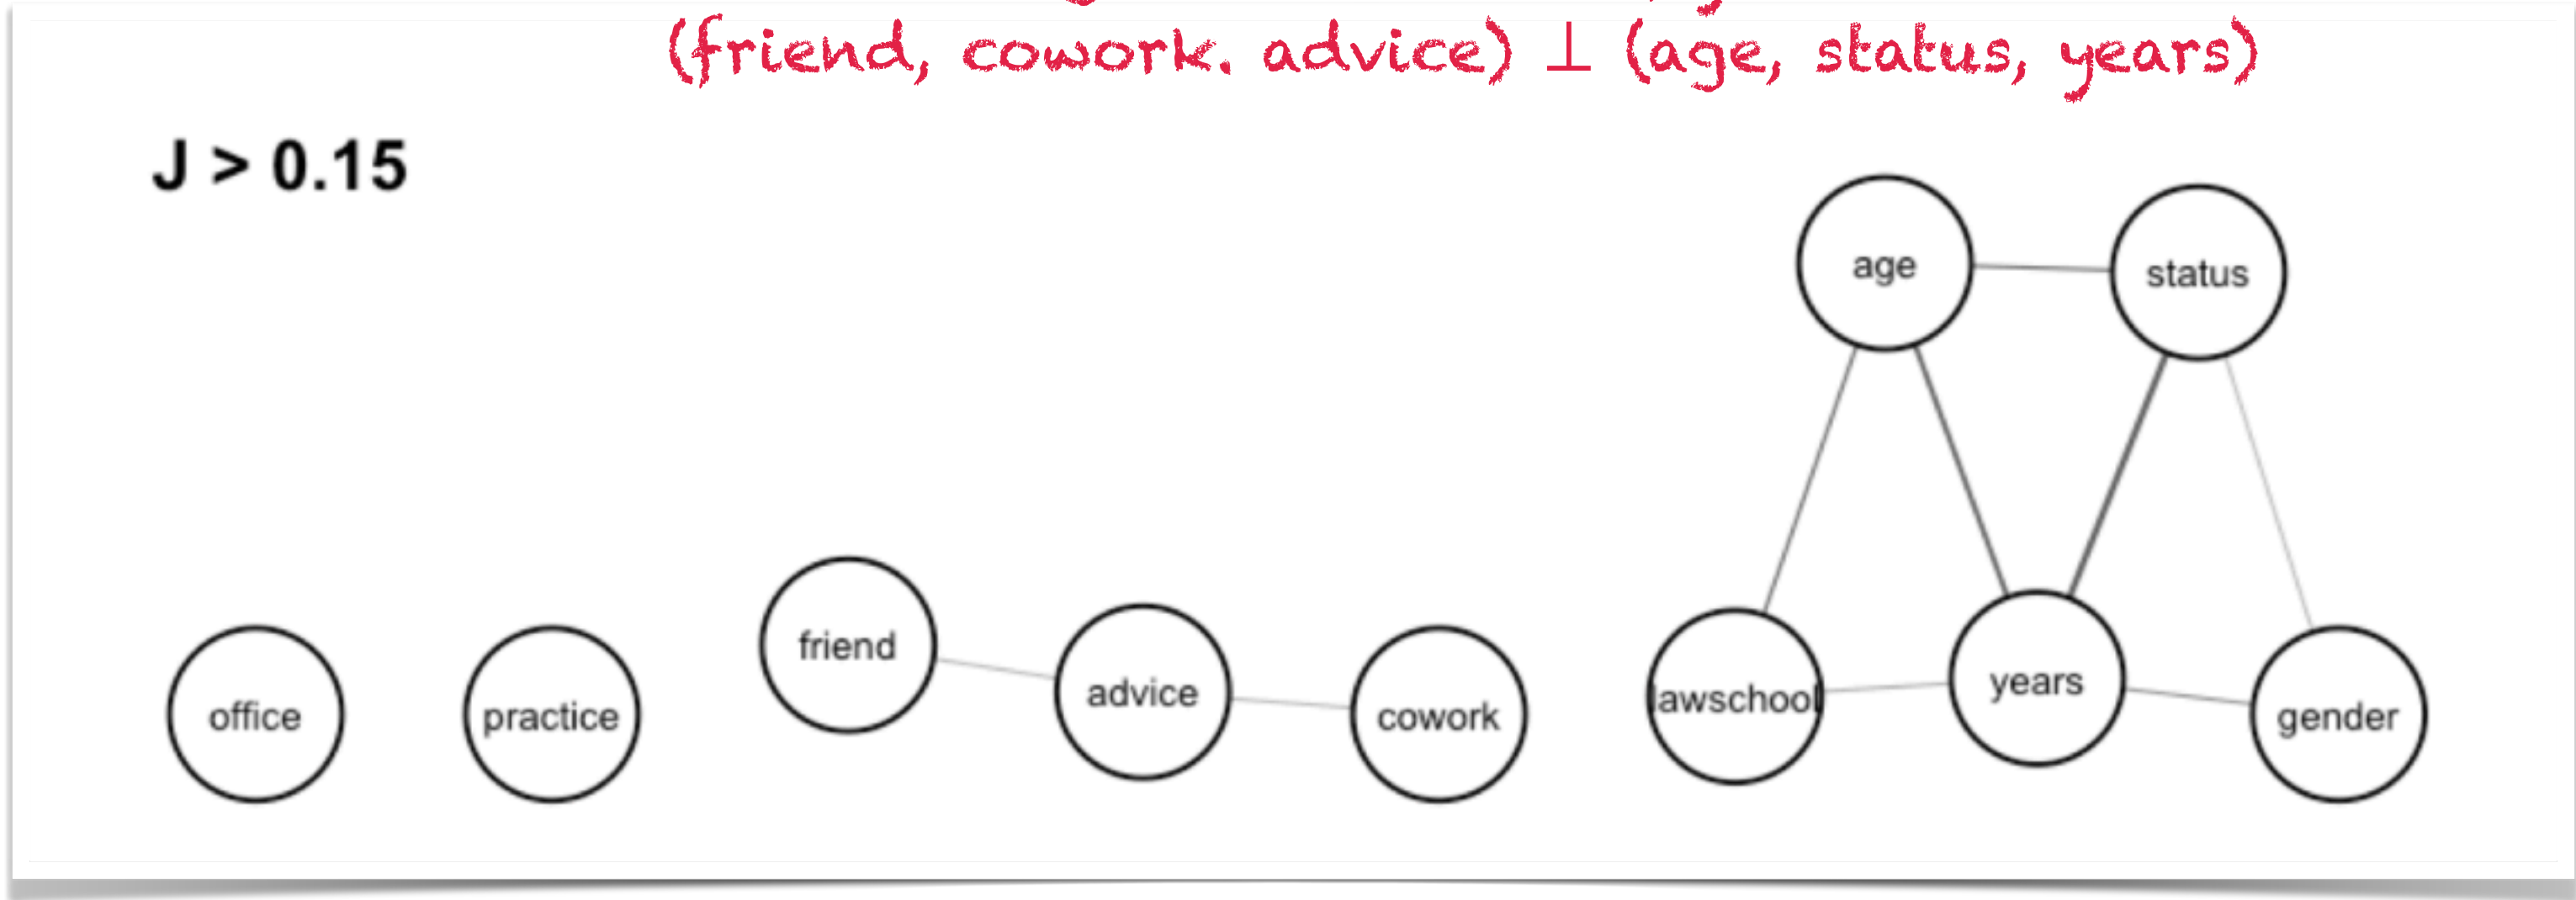 (friend, cowork. advice) ⊥ (age, status, years)
J > 0.15
age
status
friend
advice
cowork
lawschool
years
gender
office
practice